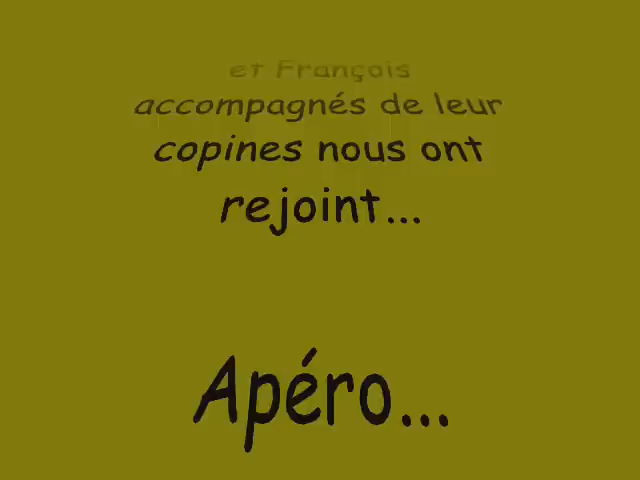 et François
accompagnés de leur
copines nous ont
rejoint...
Apéro...